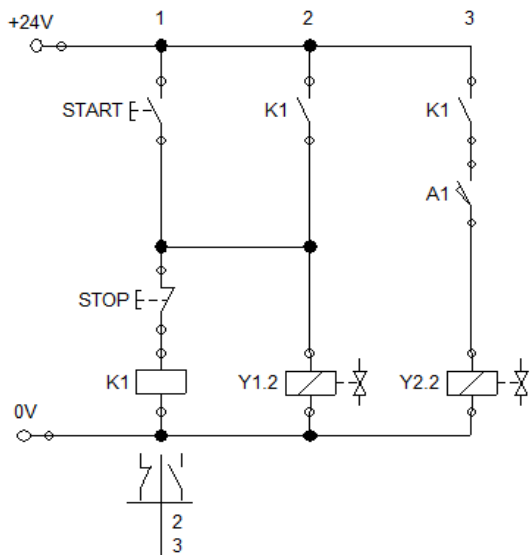 1 2 3
+24V
START K1 K1
A1
STOP
K1 Y1.2 Y2.2
0V
2
3